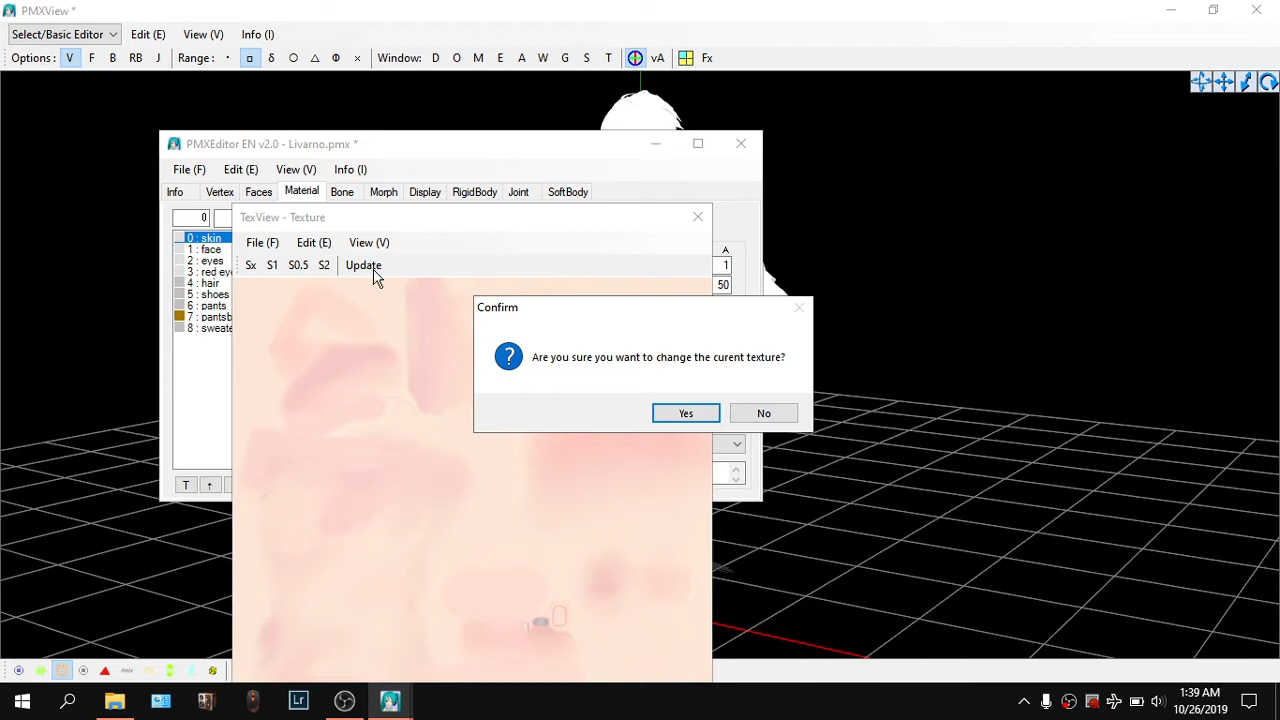 PMXView *
Select/Basic Editor Edit (E) View (V) Info (I)
Options: V F B RB J Range: Window: D O M E A W G S T vA Fx
PMXEditor EN v2.0 - Livarno.pmx *
File (F) Edit (E) View (V) Info (I)
Info Vertex Faces Material Bone Morph Display RigidBody Joint SoftBody
0
0 : skin
1 : face
2 : eyes
3 : red eye
4 : hair
5 : shoes
6 : pants
7 : pantsb
8 : sweate
T ↑
A
1
50
TexView - Texture
File (F) Edit (E) View (V)
Sx S1 S0.5 S2 Update
Confirm
Are you sure you want to change the curent texture?
Yes No
Lr
1:39 AM
10/26/2019